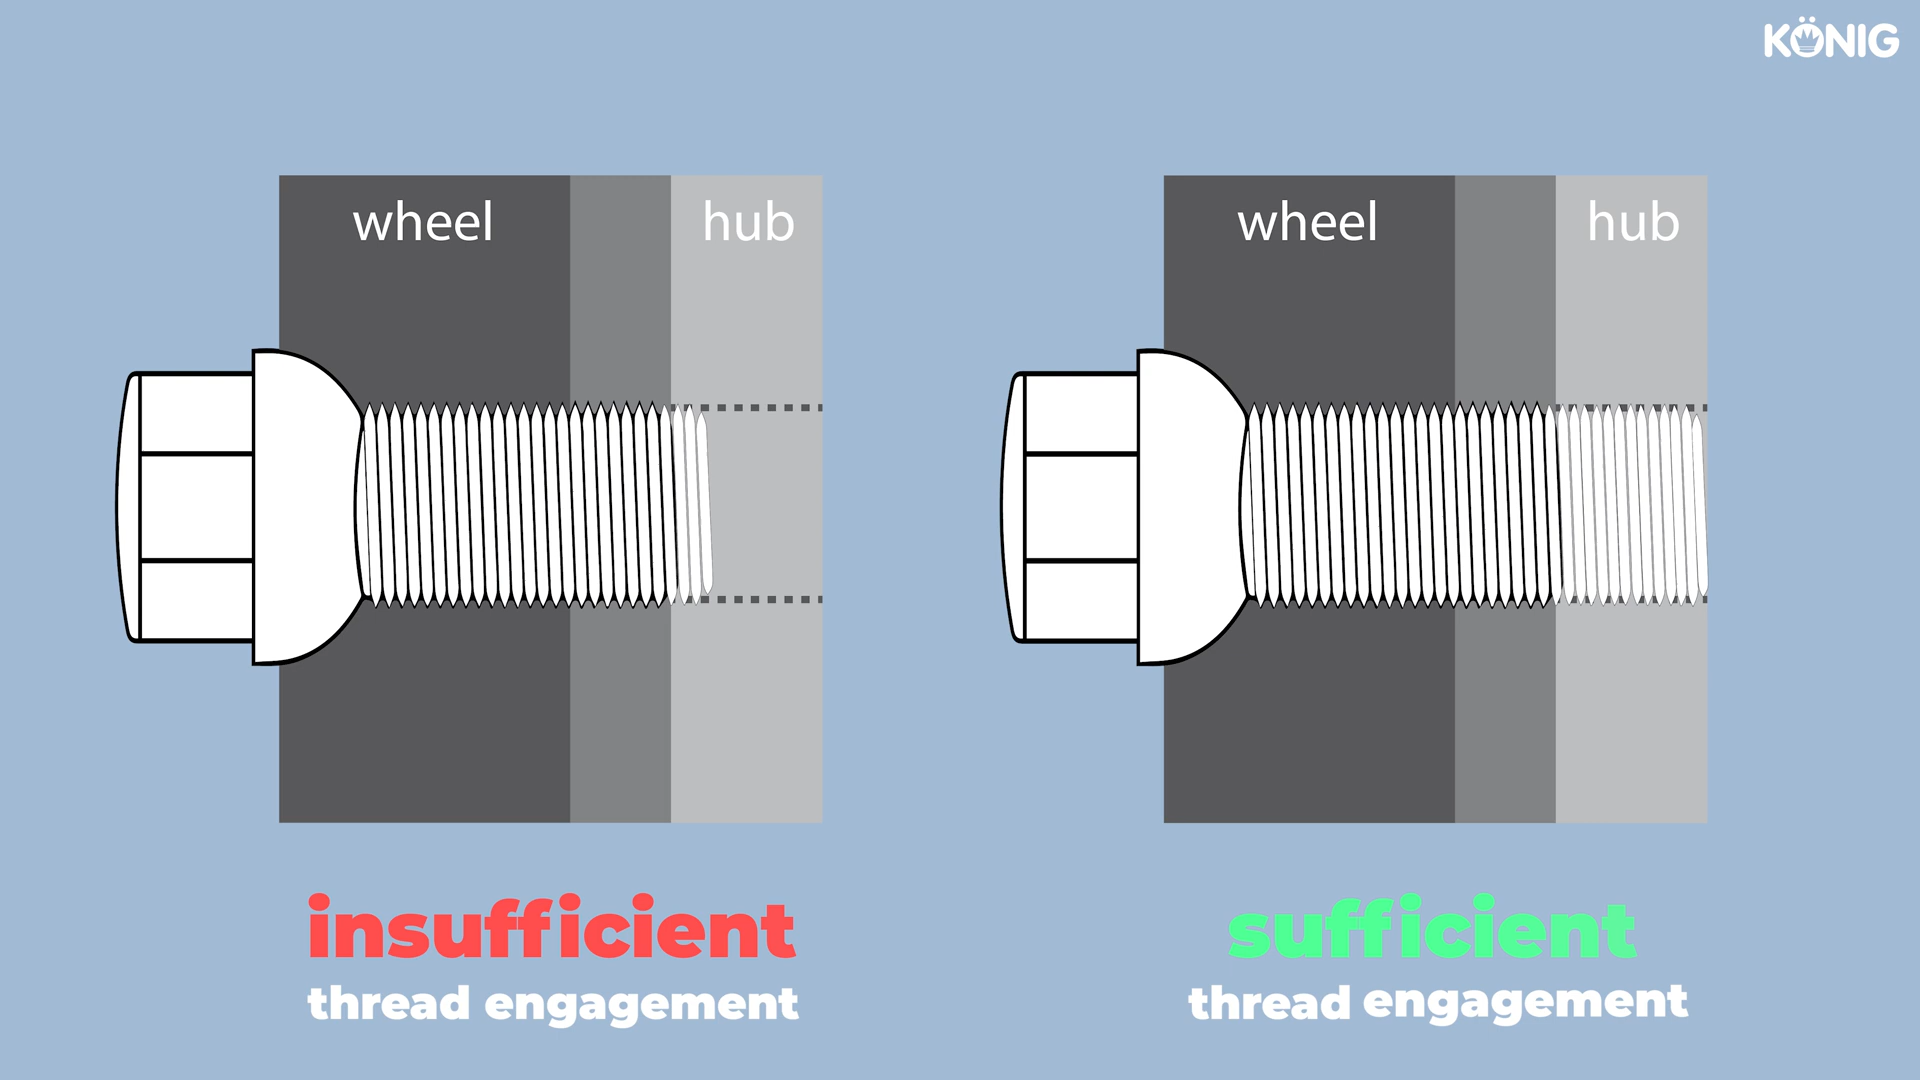 KÖNIG
wheel hub
wheel hub
insufficient
thread engagement
sufficient
thread engagement